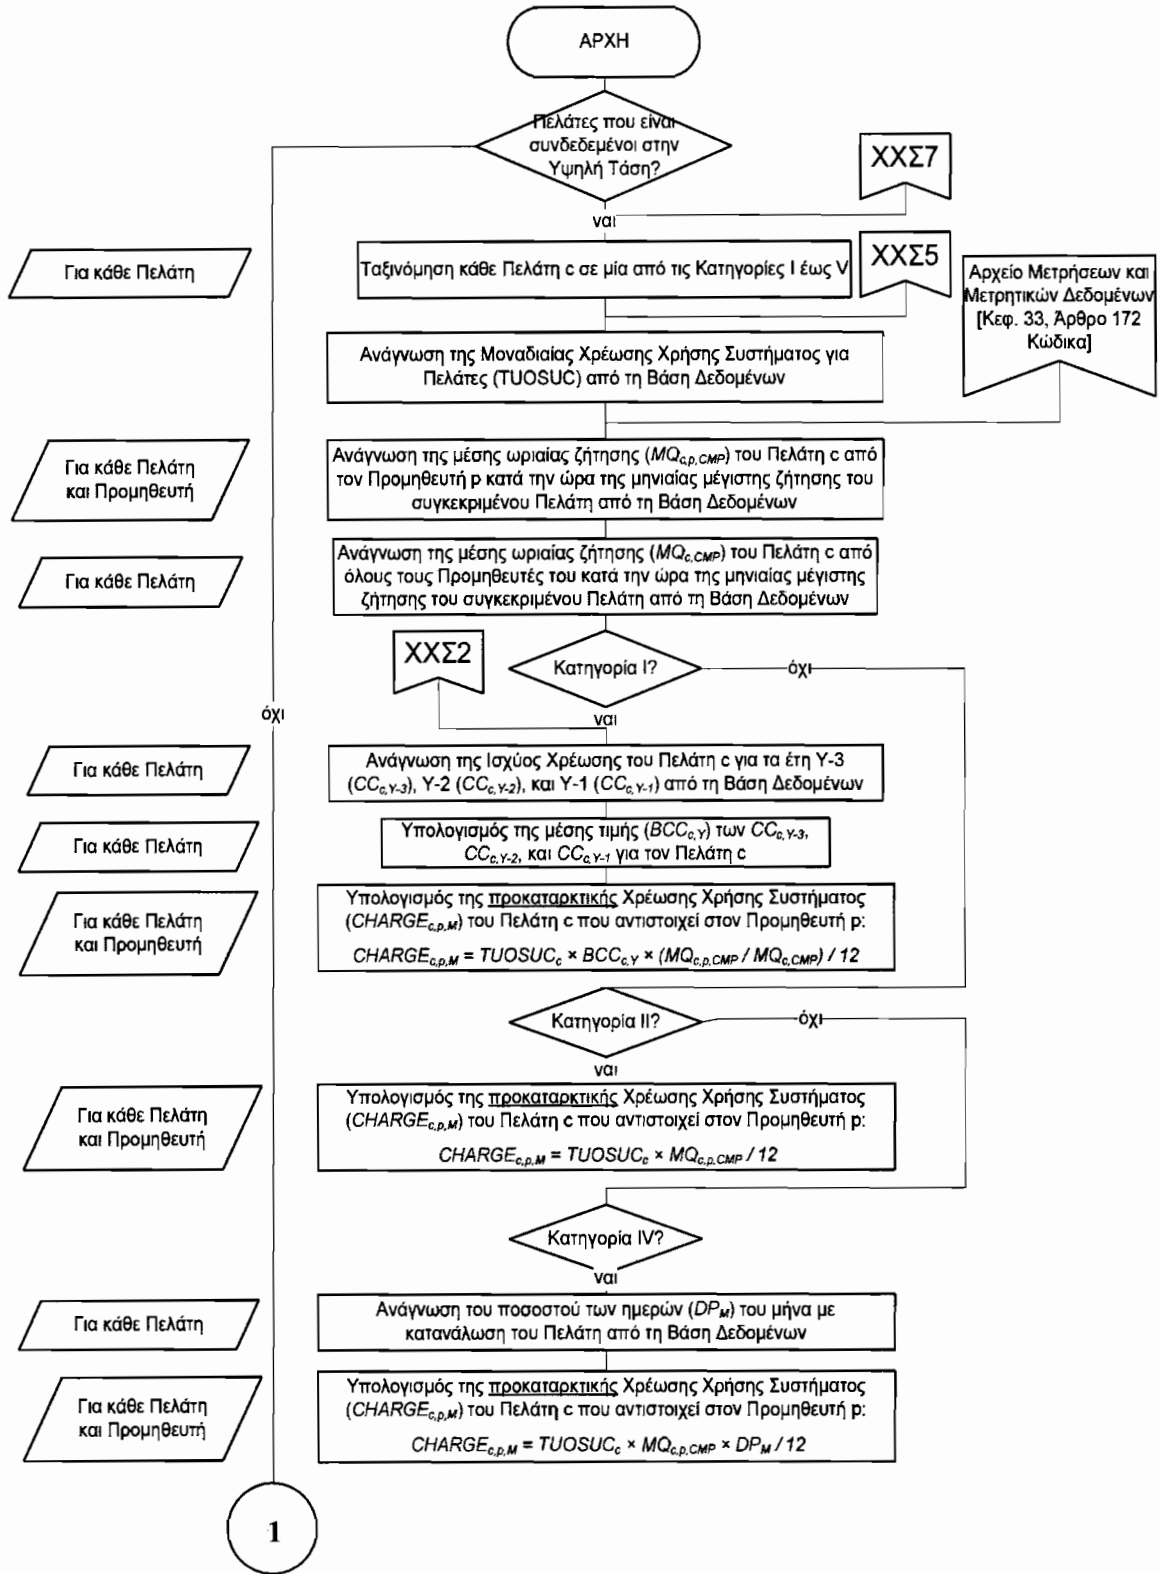 ΑΡΧΗ
Πελάτες που είναι
συνδεδεμένοι στην
Υψηλή Τάση?
ΧΧΣ7
ναι
Για κάθε Πελάτη
Ταξινόμηση κάθε Πελάτη c σε μία από τις Κατηγορίες I έως V
ΧΧΣ5
Αρχείο Μετρήσεων και
Μετρητικών Δεδομένων
[Κεφ. 33, Άρθρο 172
Κώδικα]
Ανάγνωση της Μοναδιαίας Χρέωσης Χρήσης Συστήματος για
Πελάτες (TUOSUC) από τη Βάση Δεδομένων
Για κάθε Πελάτη
και Προμηθευτή
Ανάγνωση της μέσης ωριαίας ζήτησης (MQc,p,CMP) του Πελάτη c από
τον Προμηθευτή p κατά την ώρα της μηνιαίας μέγιστης ζήτησης του
συγκεκριμένου Πελάτη από τη Βάση Δεδομένων
Για κάθε Πελάτη
Ανάγνωση της μέσης ωριαίας ζήτησης (MQc,CMP) του Πελάτη c από
όλους τους Προμηθευτές του κατά την ώρα της μηνιαίας μέγιστης
ζήτησης του συγκεκριμένου Πελάτη από τη Βάση Δεδομένων
ΧΧΣ2
Κατηγορία I?
όχι
ναι
όχι
Για κάθε Πελάτη
Ανάγνωση της Ισχύος Χρέωσης του Πελάτη c για τα έτη Y-3
(CCc,Y-3), Y-2 (CCc,Y-2), και Y-1 (CCc,Y-1) από τη Βάση Δεδομένων
Για κάθε Πελάτη
Υπολογισμός της μέσης τιμής (BCCc,Y) των CCc,Y-3,
CCc,Y-2, και CCc,Y-1 για τον Πελάτη c
Για κάθε Πελάτη
και Προμηθευτή
Υπολογισμός της προκαταρκτικής Χρέωσης Χρήσης Συστήματος
(CHARGEc,p,M) του Πελάτη c που αντιστοιχεί στον Προμηθευτή p:
CHARGEc,p,M = TUOSUCc × BCCc,Y × (MQc,p,CMP / MQc,CMP) / 12
Κατηγορία II?
όχι
ναι
Για κάθε Πελάτη
και Προμηθευτή
Υπολογισμός της προκαταρκτικής Χρέωσης Χρήσης Συστήματος
(CHARGEc,p,M) του Πελάτη c που αντιστοιχεί στον Προμηθευτή p:
CHARGEc,p,M = TUOSUCc × MQc,p,CMP / 12
Κατηγορία IV?
ναι
Για κάθε Πελάτη
Ανάγνωση του ποσοστού των ημερών (DPM) του μήνα με
κατανάλωση του Πελάτη από τη Βάση Δεδομένων
Για κάθε Πελάτη
και Προμηθευτή
Υπολογισμός της προκαταρκτικής Χρέωσης Χρήσης Συστήματος
(CHARGEc,p,M) του Πελάτη c που αντιστοιχεί στον Προμηθευτή p:
CHARGEc,p,M = TUOSUCc × MQc,p,CMP × DPM / 12
1